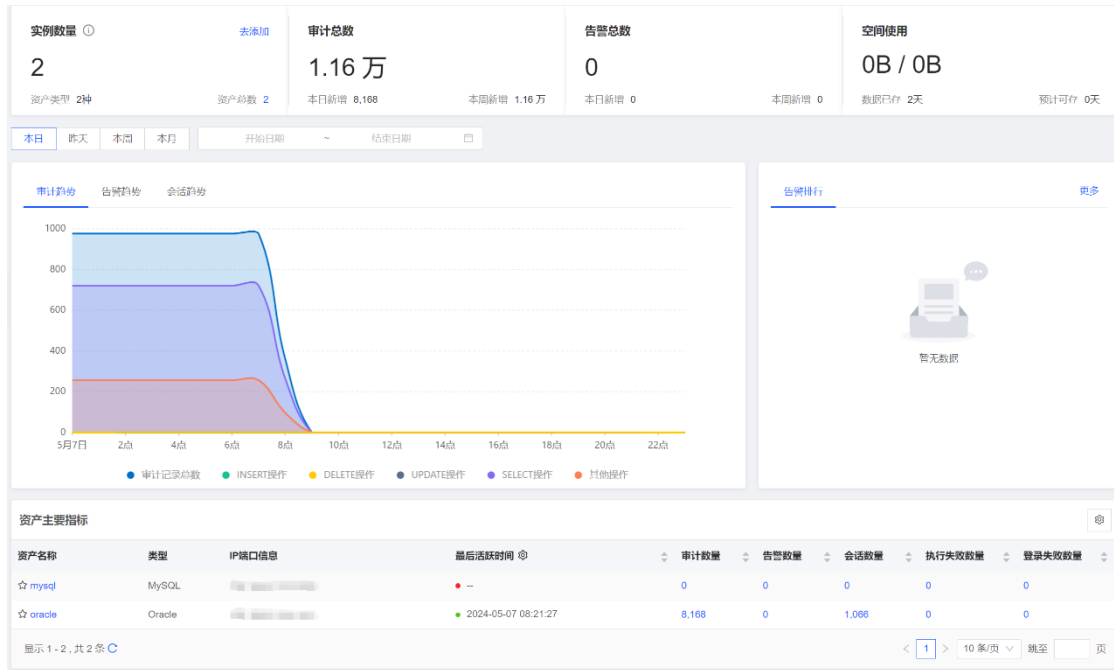 实例数量 去添加
2
资产类型 2种 资产总数 2
审计总数
1.16 万
本日新增 8,168 本周新增 1.16 万
告警总数
0
本日新增 0 本周新增 0
空间使用
0B / 0B
数据已存 2天 预计可存 0天
本日 昨天 本周 本月 开始日期 ~ 结束日期
审计趋势 告警趋势 会话趋势
1000
800
600
400
200
0
5月7日 2点 4点 6点 8点 10点 12点 14点 16点 18点 20点 22点
审计记录总数 INSERT操作 DELETE操作 UPDATE操作 SELECT操作 其他操作
告警排行 更多
暂无数据
资产主要指标
资产名称 类型 IP端口信息 最后活跃时间 审计数量 告警数量 会话数量 执行失败数量 登录失败数量
mysql MySQL -- 0 0 0 0 0
oracle Oracle 2024-05-07 08:21:27 8,168 0 1,066 0 0
显示 1 - 2 , 共 2 条 < 1 > 10 条/页 跳至 页